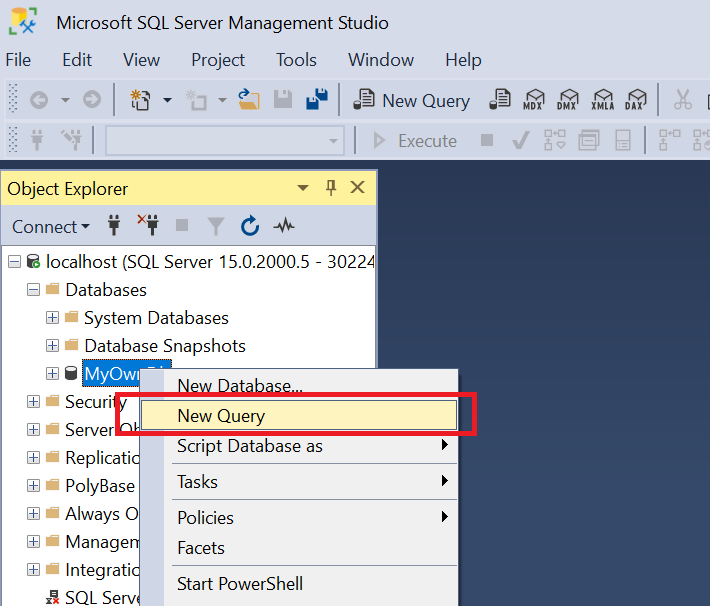 Microsoft SQL Server Management Studio
File Edit View Project Tools Window Help
New Query MDX DMX XMLA DAX
Execute
Object Explorer
Connect
localhost (SQL Server 15.0.2000.5 - 30224
Databases
System Databases
Database Snapshots
MyOwn
New Database...
Security
New Query
Server
Script Database as
Replicatio
Tasks
PolyBase
Always O
Policies
Managem
Facets
Integratio
Start PowerShell
SQL Serve